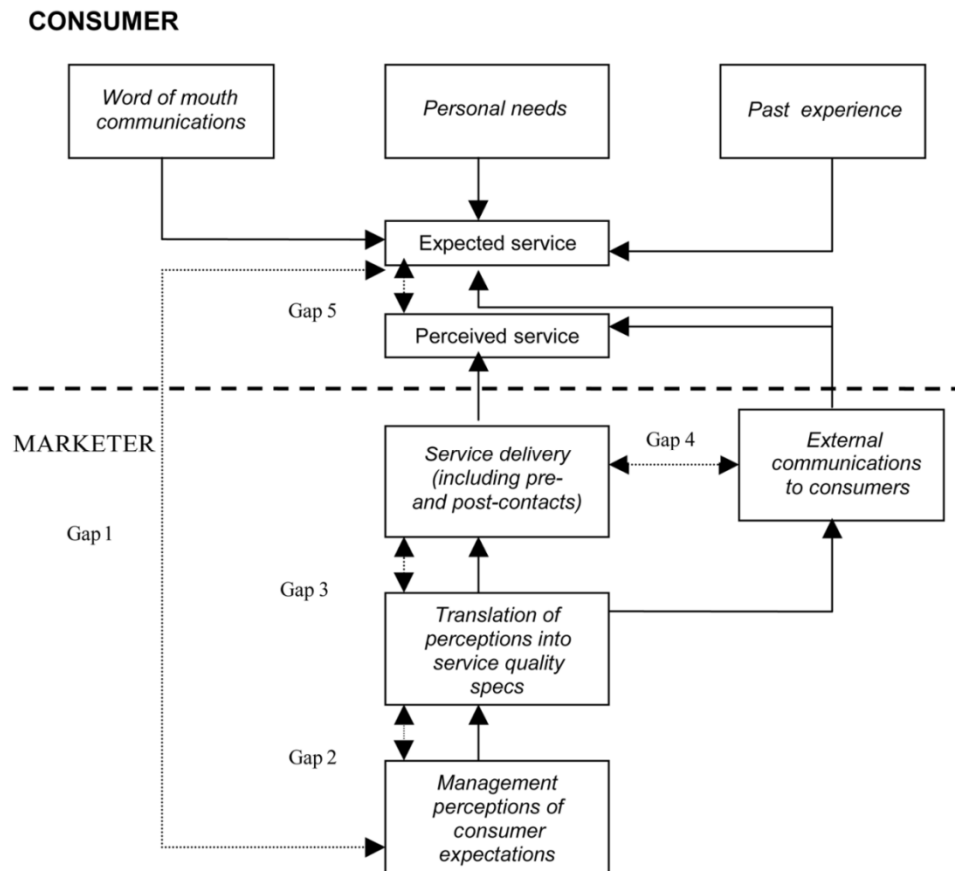 CONSUMER
Word of mouth
communications
Personal needs
Past experience
Expected service
Gap 5
Perceived service
MARKETER
Service delivery
(including pre-
and post-contacts)
Gap 4
External
communications
to consumers
Gap 1
Gap 3
Translation of
perceptions into
service quality
specs
Gap 2
Management
perceptions of
consumer
expectations